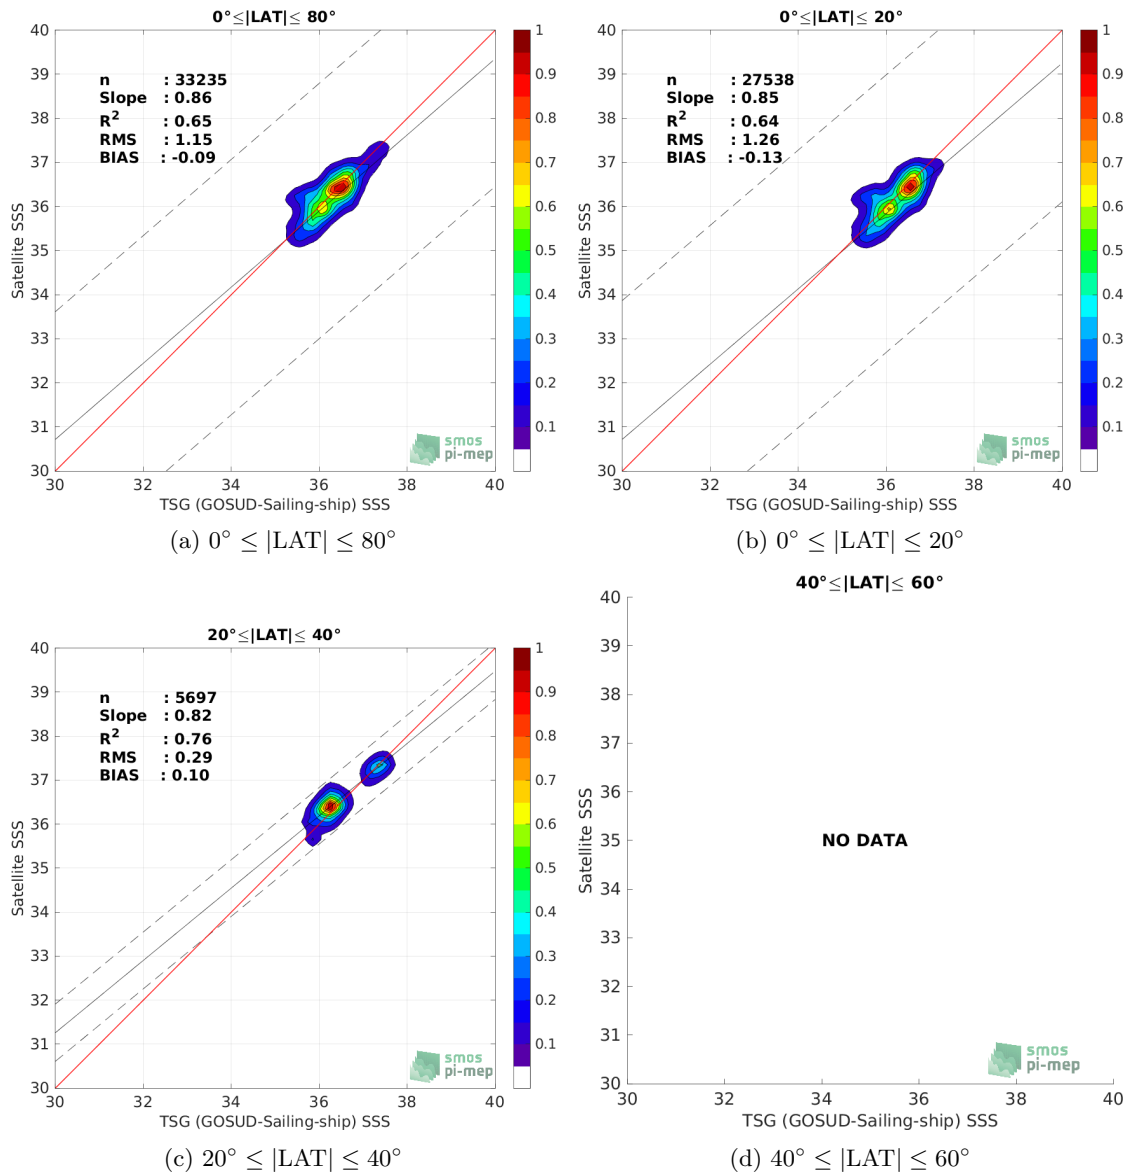 0°≤|LAT|≤ 80°
40
39
38
37
36
35
34
33
32
31
30
n : 33235
Slope : 0.86
R2 : 0.65
RMS : 1.15
BIAS : -0.09
Satellite SSS
30 32 34 36 38 40
TSG (GOSUD-Sailing-ship) SSS
smos
pi-mep
1
0.9
0.8
0.7
0.6
0.5
0.4
0.3
0.2
0.1
(a) 0° ≤ |LAT| ≤ 80°
0°≤|LAT|≤ 20°
40
39
38
37
36
35
34
33
32
31
30
n : 27538
Slope : 0.85
R2 : 0.64
RMS : 1.26
BIAS : -0.13
Satellite SSS
30 32 34 36 38 40
TSG (GOSUD-Sailing-ship) SSS
smos
pi-mep
1
0.9
0.8
0.7
0.6
0.5
0.4
0.3
0.2
0.1
(b) 0° ≤ |LAT| ≤ 20°
20°≤|LAT|≤ 40°
40
39
38
37
36
35
34
33
32
31
30
n : 5697
Slope : 0.82
R2 : 0.76
RMS : 0.29
BIAS : 0.10
Satellite SSS
30 32 34 36 38 40
TSG (GOSUD-Sailing-ship) SSS
smos
pi-mep
1
0.9
0.8
0.7
0.6
0.5
0.4
0.3
0.2
0.1
(c) 20° ≤ |LAT| ≤ 40°
40°≤|LAT|≤ 60°
40
39
38
37
36
35
34
33
32
31
30
NO DATA
Satellite SSS
30 32 34 36 38 40
TSG (GOSUD-Sailing-ship) SSS
smos
pi-mep
(d) 40° ≤ |LAT| ≤ 60°